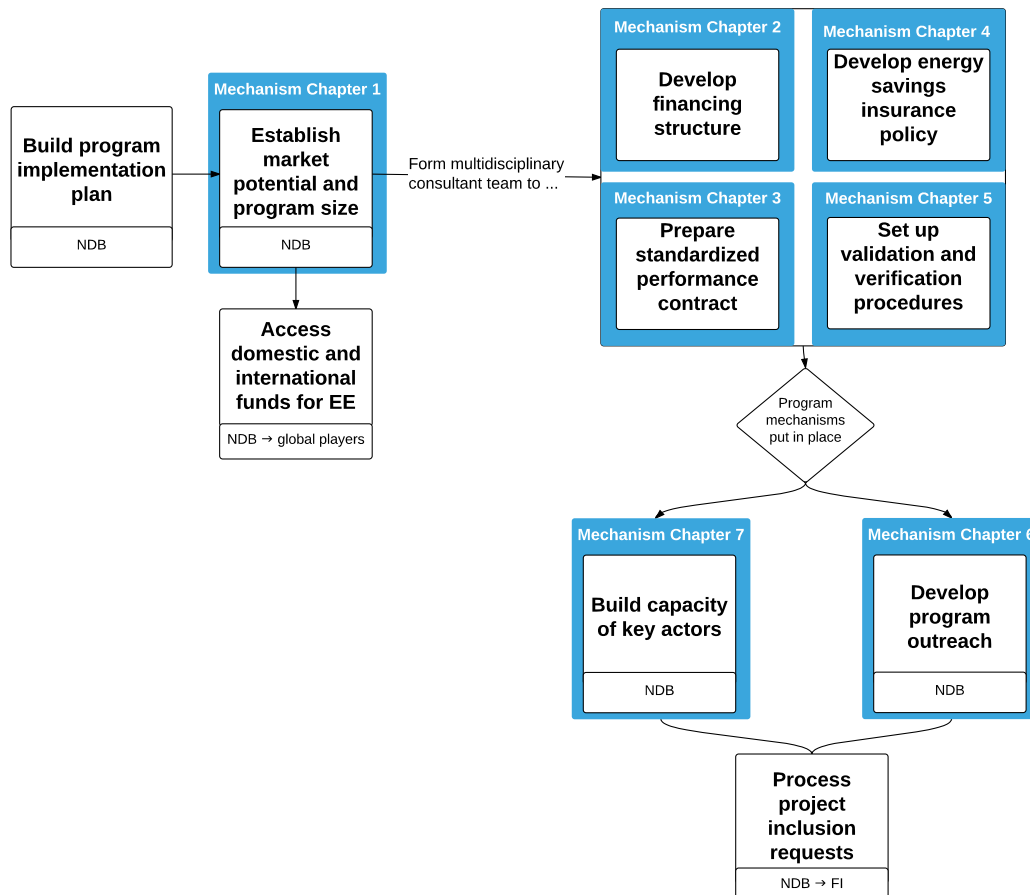 Build program
implementation
plan
NDB
Mechanism Chapter 1
Establish
market
potential and
program size
NDB
Access
domestic and
international
funds for EE
NDB → global players
Form multidisciplinary
consultant team to ...
Mechanism Chapter 2
Develop
financing
structure
Mechanism Chapter 4
Develop energy
savings
insurance
policy
Mechanism Chapter 3
Prepare
standardized
performance
contract
Mechanism Chapter 5
Set up
validation and
verification
procedures
Program
mechanisms
put in place
Mechanism Chapter 7
Build capacity
of key actors
NDB
Mechanism Chapter 6
Develop
program
outreach
NDB
Process
project
inclusion
requests
NDB → FI